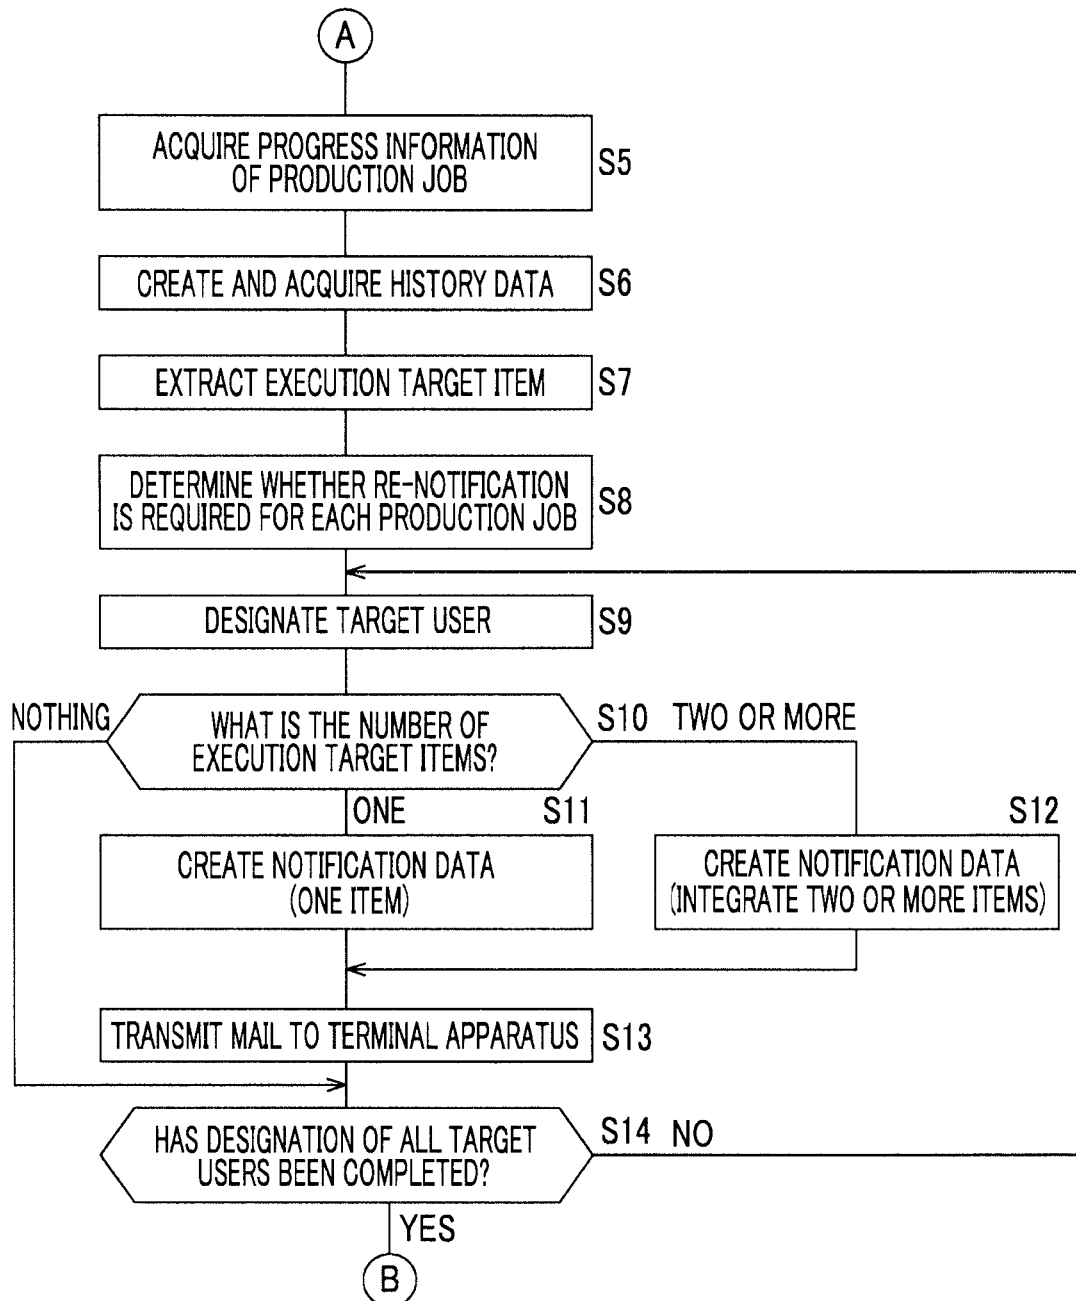 A
ACQUIRE PROGRESS INFORMATION
OF PRODUCTION JOB
S5
CREATE AND ACQUIRE HISTORY DATA
S6
EXTRACT EXECUTION TARGET ITEM
S7
DETERMINE WHETHER RE-NOTIFICATION
IS REQUIRED FOR EACH PRODUCTION JOB
S8
DESIGNATE TARGET USER
S9
NOTHING
WHAT IS THE NUMBER OF
EXECUTION TARGET ITEMS?
S10
TWO OR MORE
ONE
S11
S12
CREATE NOTIFICATION DATA
(ONE ITEM)
CREATE NOTIFICATION DATA
(INTEGRATE TWO OR MORE ITEMS)
TRANSMIT MAIL TO TERMINAL APPARATUS
S13
HAS DESIGNATION OF ALL TARGET
USERS BEEN COMPLETED?
S14
NO
YES
B